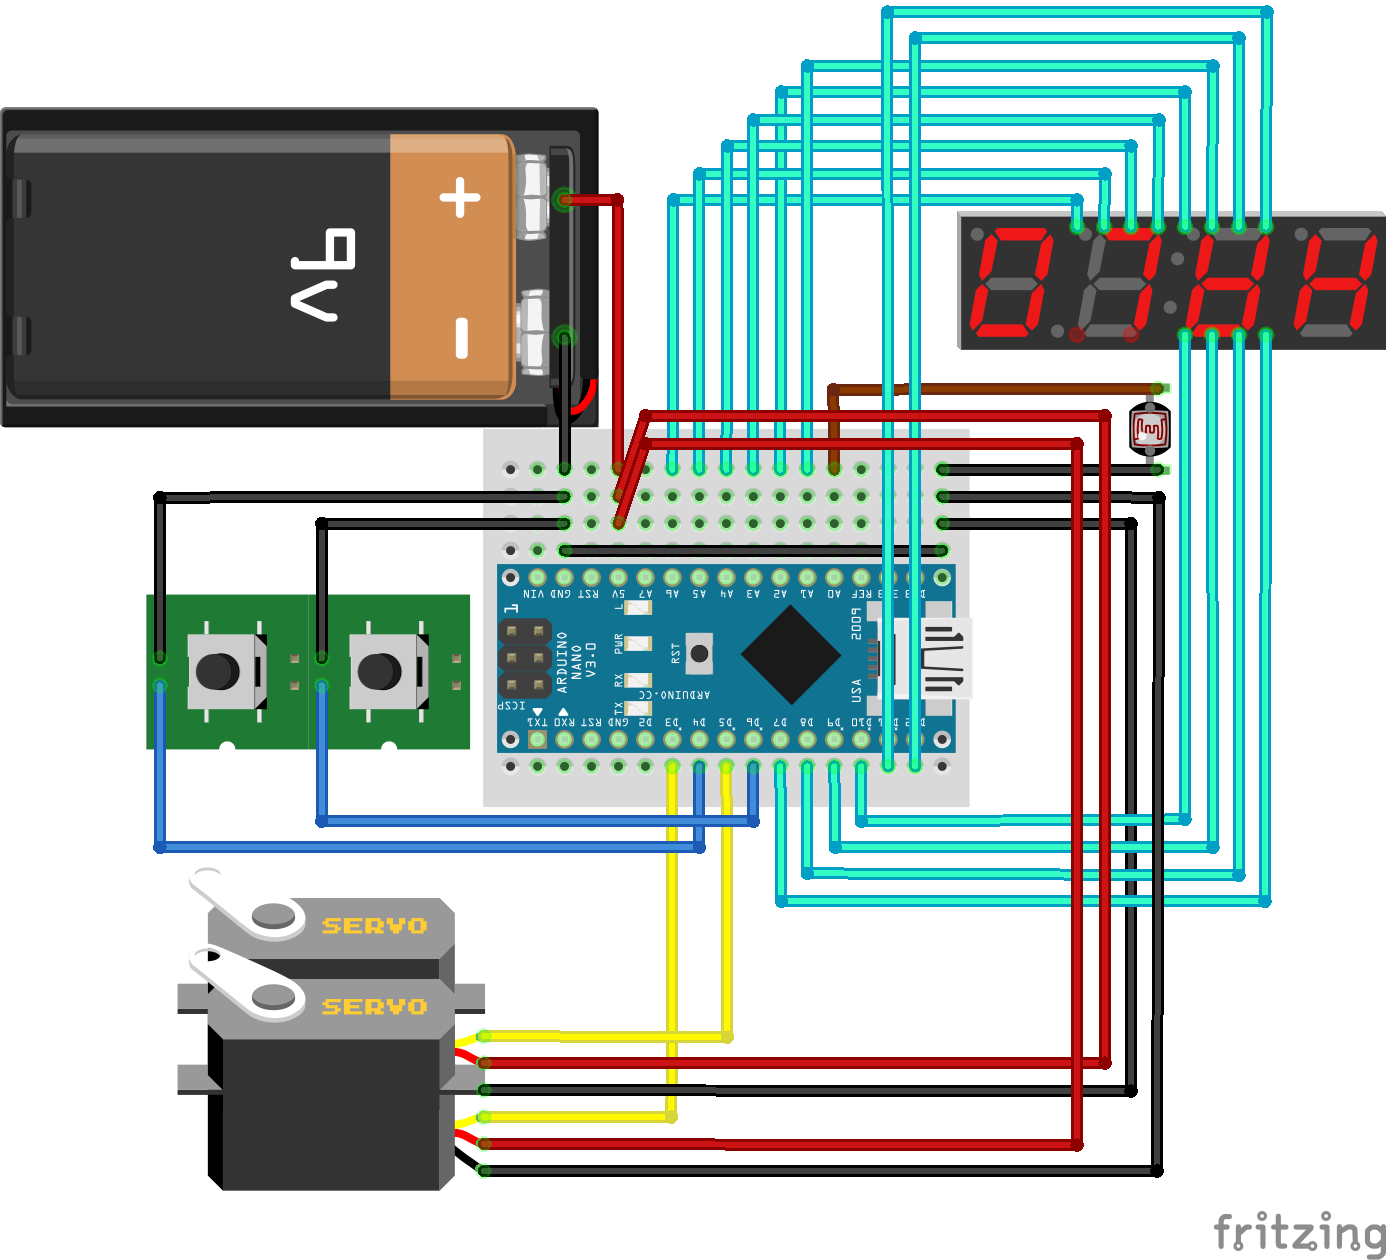 +
9V
-
VIN GND RST 5V A7 A6 A5 A4 A3 A2 A1 A0 REF
L
PWR
RX
TX
RST
ARDUINO
NANO
V3.0
ARDUINO.CC
ICSP
USA
TX1 RX0 RST GND D2 D3 D4 D5 D6 D7 D8 D9 D10
SERVO
SERVO
fritzing